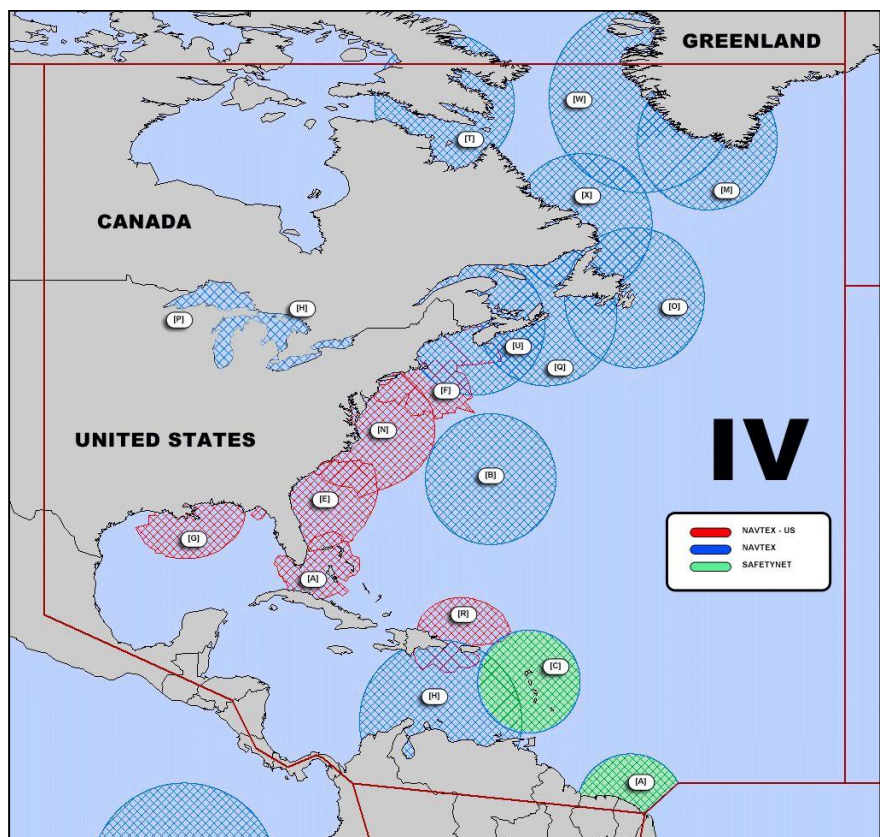 GREENLAND
[W]
[T]
[M]
[X]
CANADA
[P]
[H]
[O]
[U]
[Q]
[F]
UNITED STATES
[N]
IV
[B]
[E]
[G]
NAVTEX - US
NAVTEX
SAFETYNET
[A]
[R]
[C]
[H]
[A]